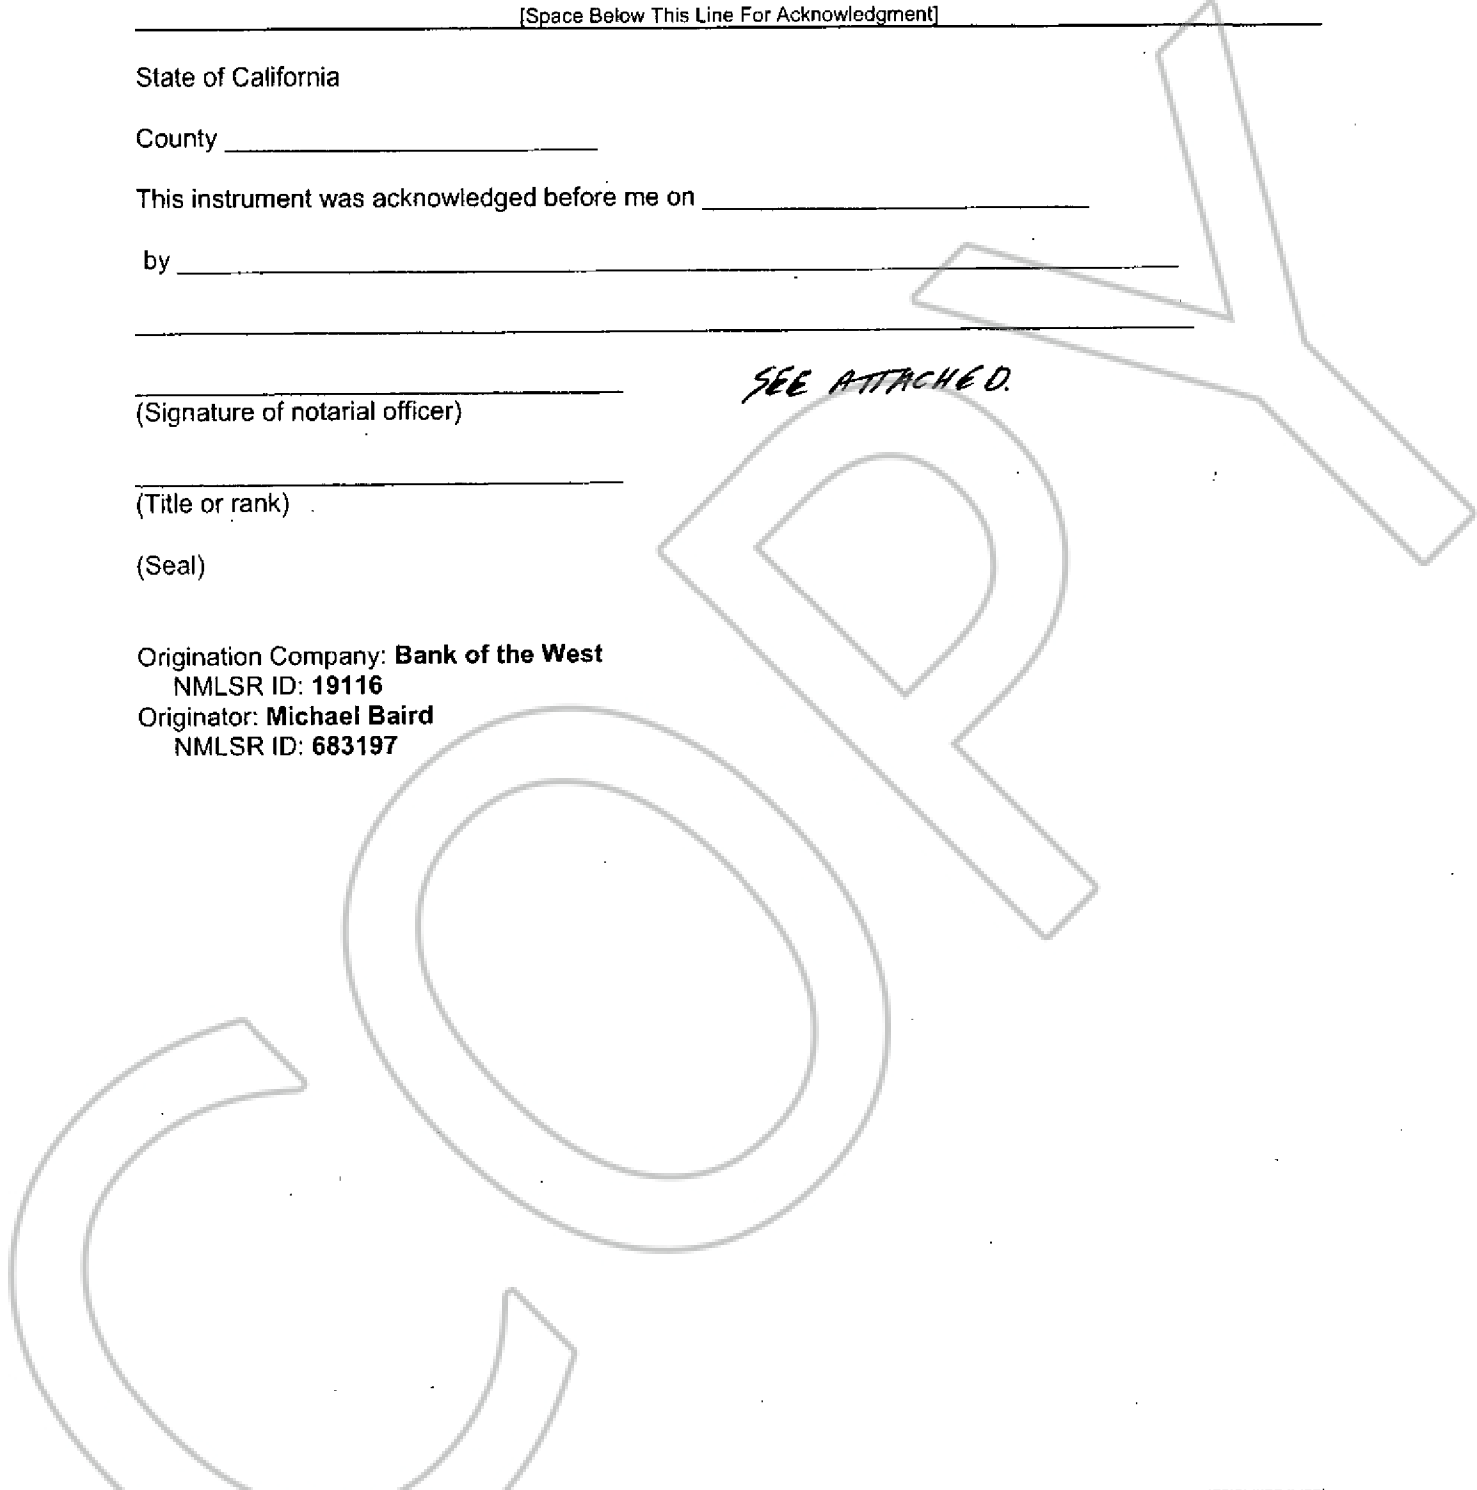 [Space Below This Line For Acknowledgment]
State of California
County
This instrument was acknowledged before me on
by
SEE ATTACHED.
(Signature of notarial officer)
(Title or rank)
(Seal)
Origination Company: Bank of the West
NMLSR ID: 19116
Originator: Michael Baird
NMLSR ID: 683197
COPY